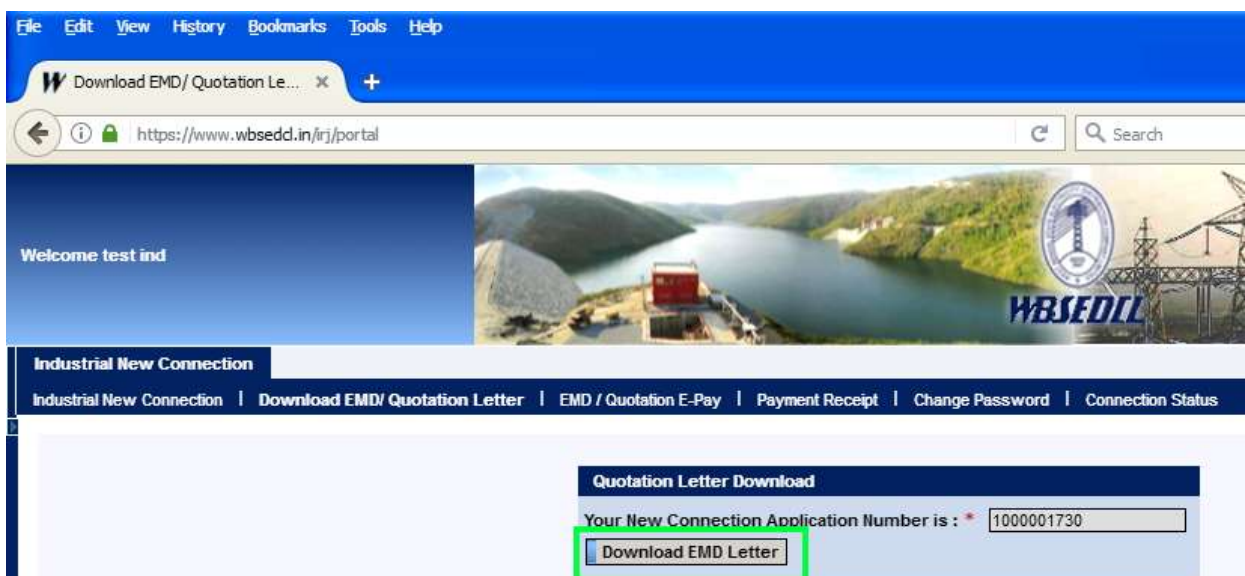 File Edit View History Bookmarks Tools Help
W Download EMD/ Quotation Le... × +
https://www.wbsedcl.in/irj/portal Search
Welcome test ind
WBSEDCL
Industrial New Connection
Industrial New Connection | Download EMD/ Quotation Letter | EMD / Quotation E-Pay | Payment Receipt | Change Password | Connection Status
Quotation Letter Download
Your New Connection Application Number is : * 1000001730
Download EMD Letter